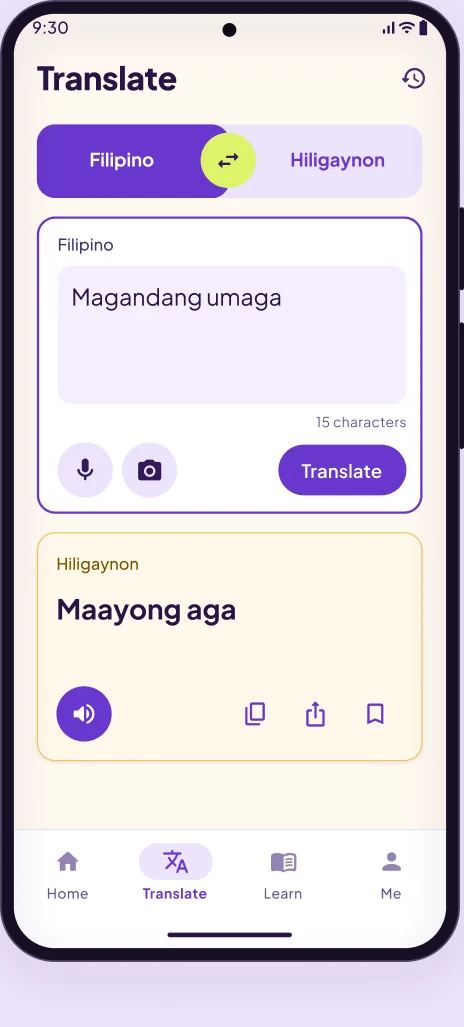 9:30
Translate
Filipino
Hiligaynon
Filipino
Magandang umaga
15 characters
Translate
Hiligaynon
Maayong aga
Home
Translate
Learn
Me